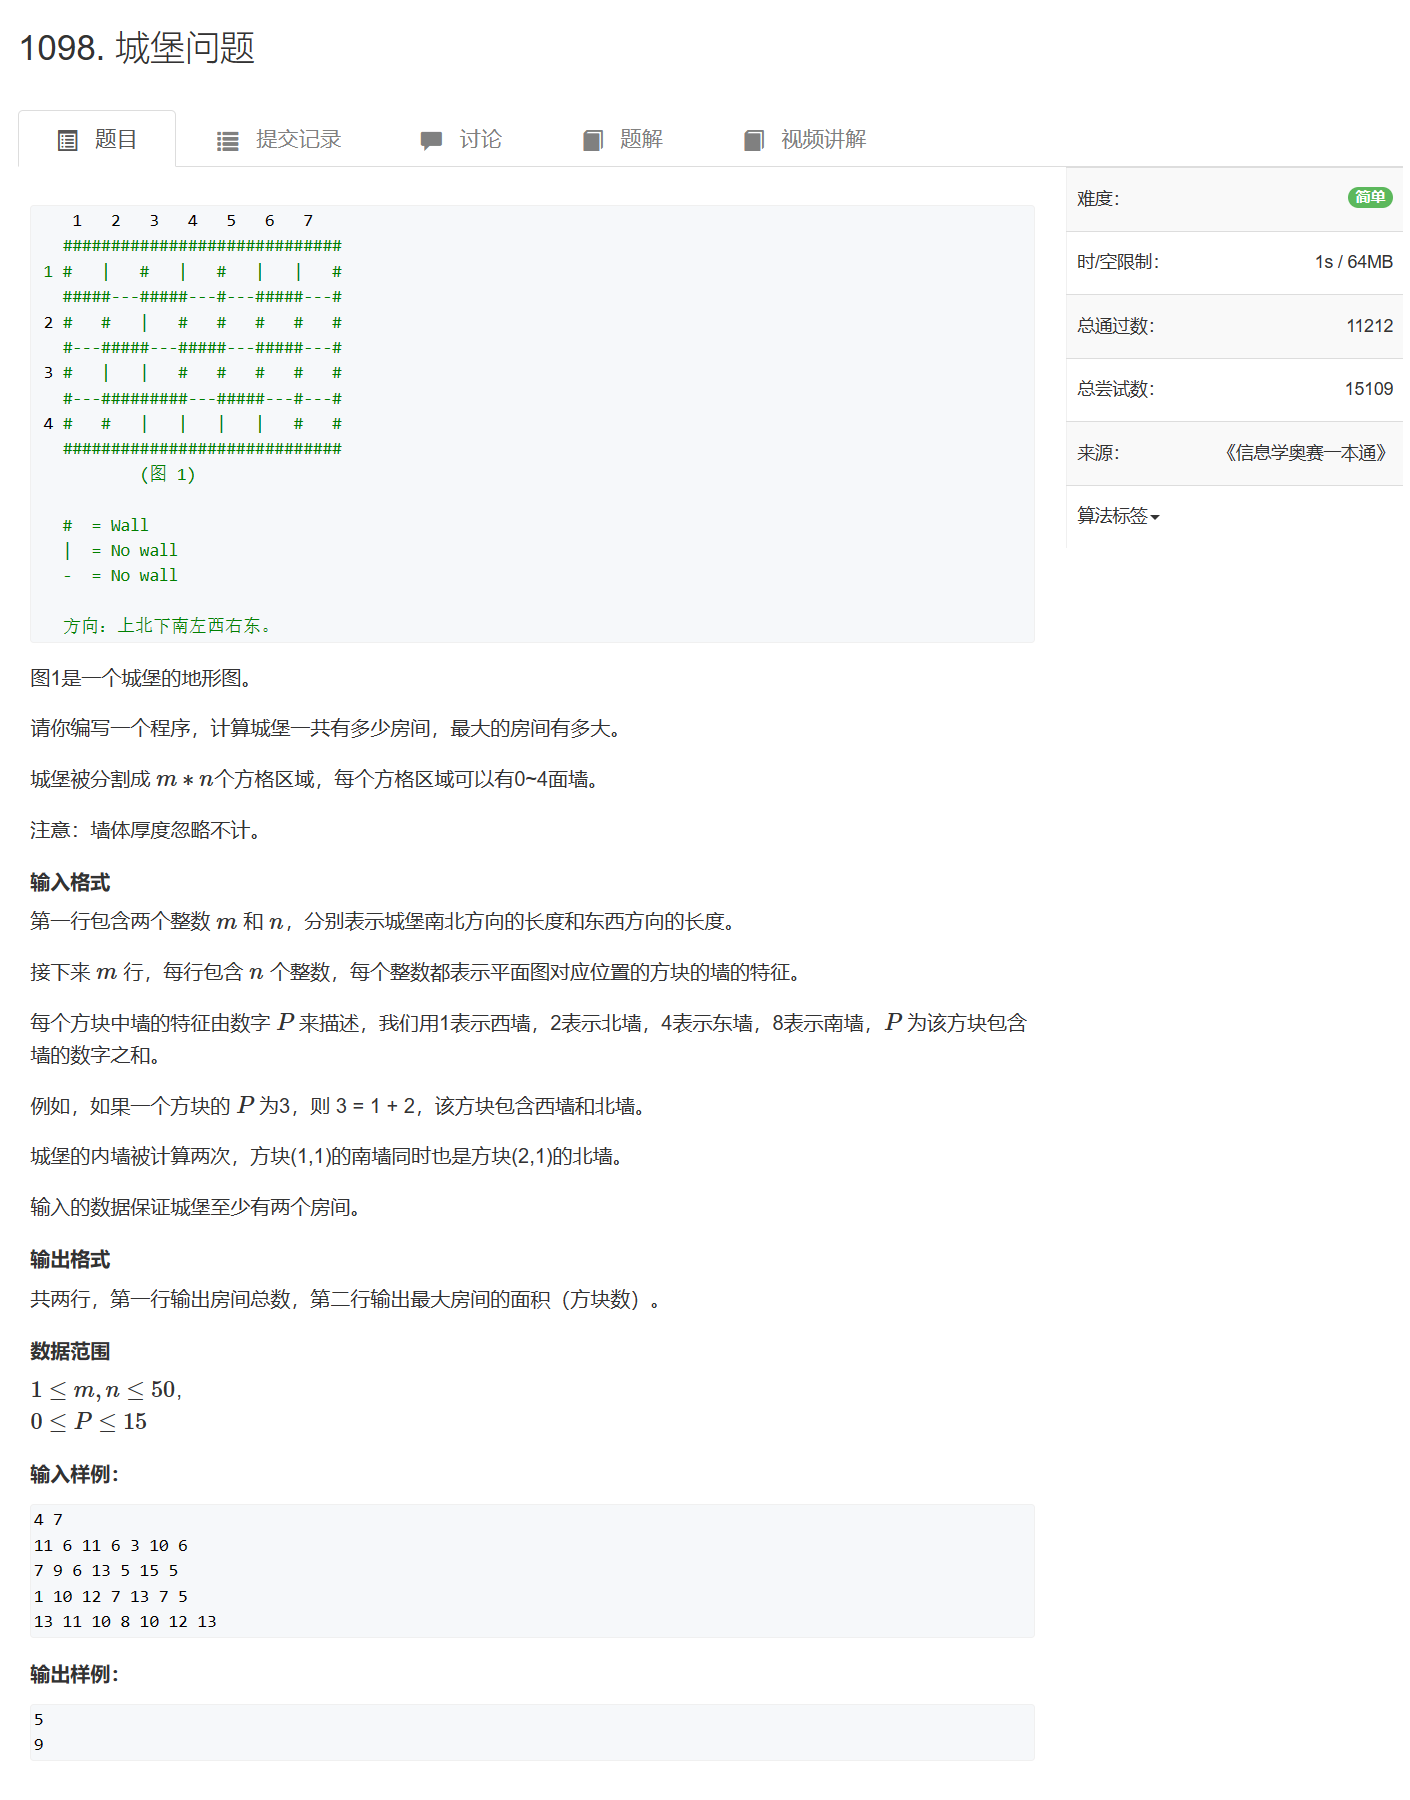 1098. 城堡问题
题目 提交记录 讨论 题解 视频讲解
   1   2   3   4   5   6   7
  #############################
1 #   |   #   |   #   |   |   #
  #####---#####---#---#####---#
2 #   #   |   #   #   #   #   #
  #---#####---#####---#####---#
3 #   |   |   #   #   #   #   #
  #---#########---#####---#---#
4 #   #   |   |   |   |   #   #
  #############################
(图 1)
#  = Wall
|  = No wall
-  = No wall
方向：上北下南左西右东。
难度： 简单
时/空限制： 1s / 64MB
总通过数： 11212
总尝试数： 15109
来源： 《信息学奥赛一本通》
算法标签
图1是一个城堡的地形图。
请你编写一个程序，计算城堡一共有多少房间，最大的房间有多大。
城堡被分割成 m∗n个方格区域，每个方格区域可以有0~4面墙。
注意：墙体厚度忽略不计。
输入格式
第一行包含两个整数 m 和 n，分别表示城堡南北方向的长度和东西方向的长度。
接下来 m 行，每行包含 n 个整数，每个整数都表示平面图对应位置的方块的墙的特征。
每个方块中墙的特征由数字 P 来描述，我们用1表示西墙，2表示北墙，4表示东墙，8表示南墙，P 为该方块包含
墙的数字之和。
例如，如果一个方块的 P 为3，则 3 = 1 + 2，该方块包含西墙和北墙。
城堡的内墙被计算两次，方块(1,1)的南墙同时也是方块(2,1)的北墙。
输入的数据保证城堡至少有两个房间。
输出格式
共两行，第一行输出房间总数，第二行输出最大房间的面积（方块数）。
数据范围
1 ≤ m, n ≤ 50,
0 ≤ P ≤ 15
输入样例：
4 7
11 6 11 6 3 10 6
7 9 6 13 5 15 5
1 10 12 7 13 7 5
13 11 10 8 10 12 13
输出样例：
5
9